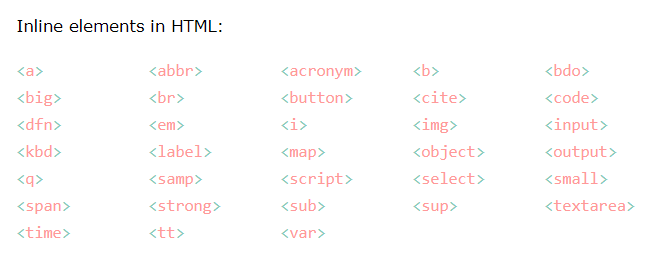 Inline elements in HTML:
<a> <abbr> <acronym> <b> <bdo>
<big> <br> <button> <cite> <code>
<dfn> <em> <i> <img> <input>
<kbd> <label> <map> <object> <output>
<q> <samp> <script> <select> <small>
<span> <strong> <sub> <sup> <textarea>
<time> <tt> <var>